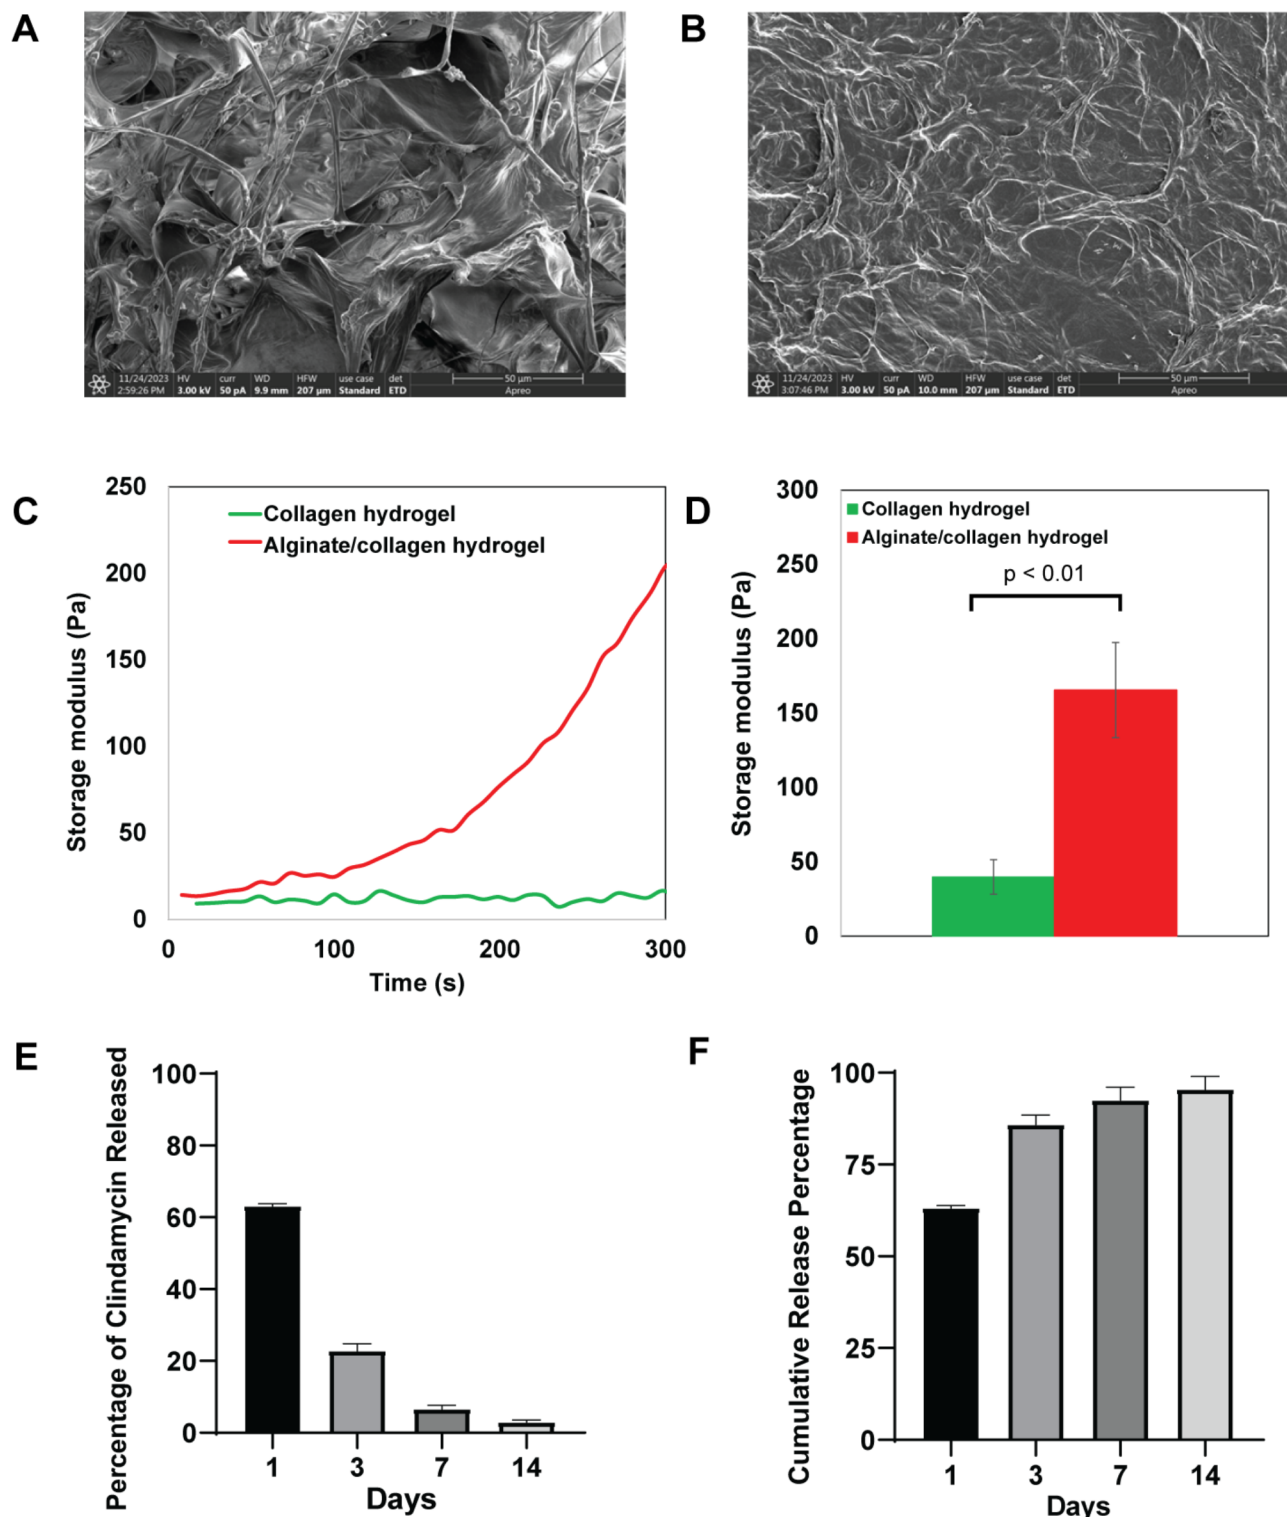 A
B
11/24/2023 HV curr WD HFW use case det 50 µm
2:59:26 PM 3.00 kV 50 pA 9.9 mm 207 µm Standard ETD Apreo
11/24/2023 HV curr WD HFW use case det 50 µm
3:07:46 PM 3.00 kV 50 pA 10.0 mm 207 µm Standard ETD Apreo
C
Storage modulus (Pa)
250
200
150
100
50
0
Collagen hydrogel
Alginate/collagen hydrogel
0 100 200 300
Time (s)
D
Storage modulus (Pa)
300
250
200
150
100
50
0
Collagen hydrogel
Alginate/collagen hydrogel
p < 0.01
E
Percentage of Clindamycin Released
100
80
60
40
20
0
1 3 7 14
Days
F
Cumulative Release Percentage
100
75
50
25
0
1 3 7 14
Days